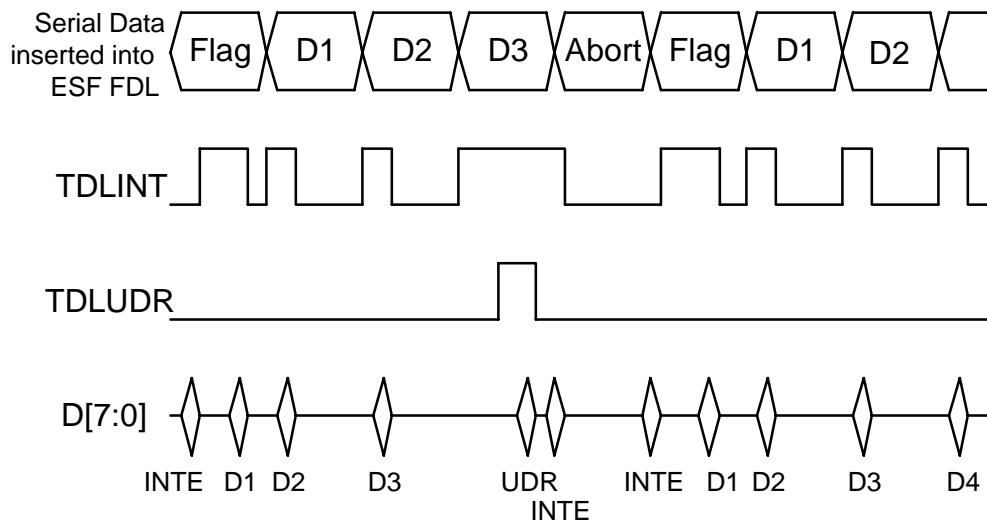 Serial Data
inserted into
ESF FDL
Flag D1 D2 D3 Abort Flag D1 D2
TDLINT
TDLUDR
D[7:0]
INTE D1 D2 D3 UDR INTE D1 D2 D3 D4
INTE